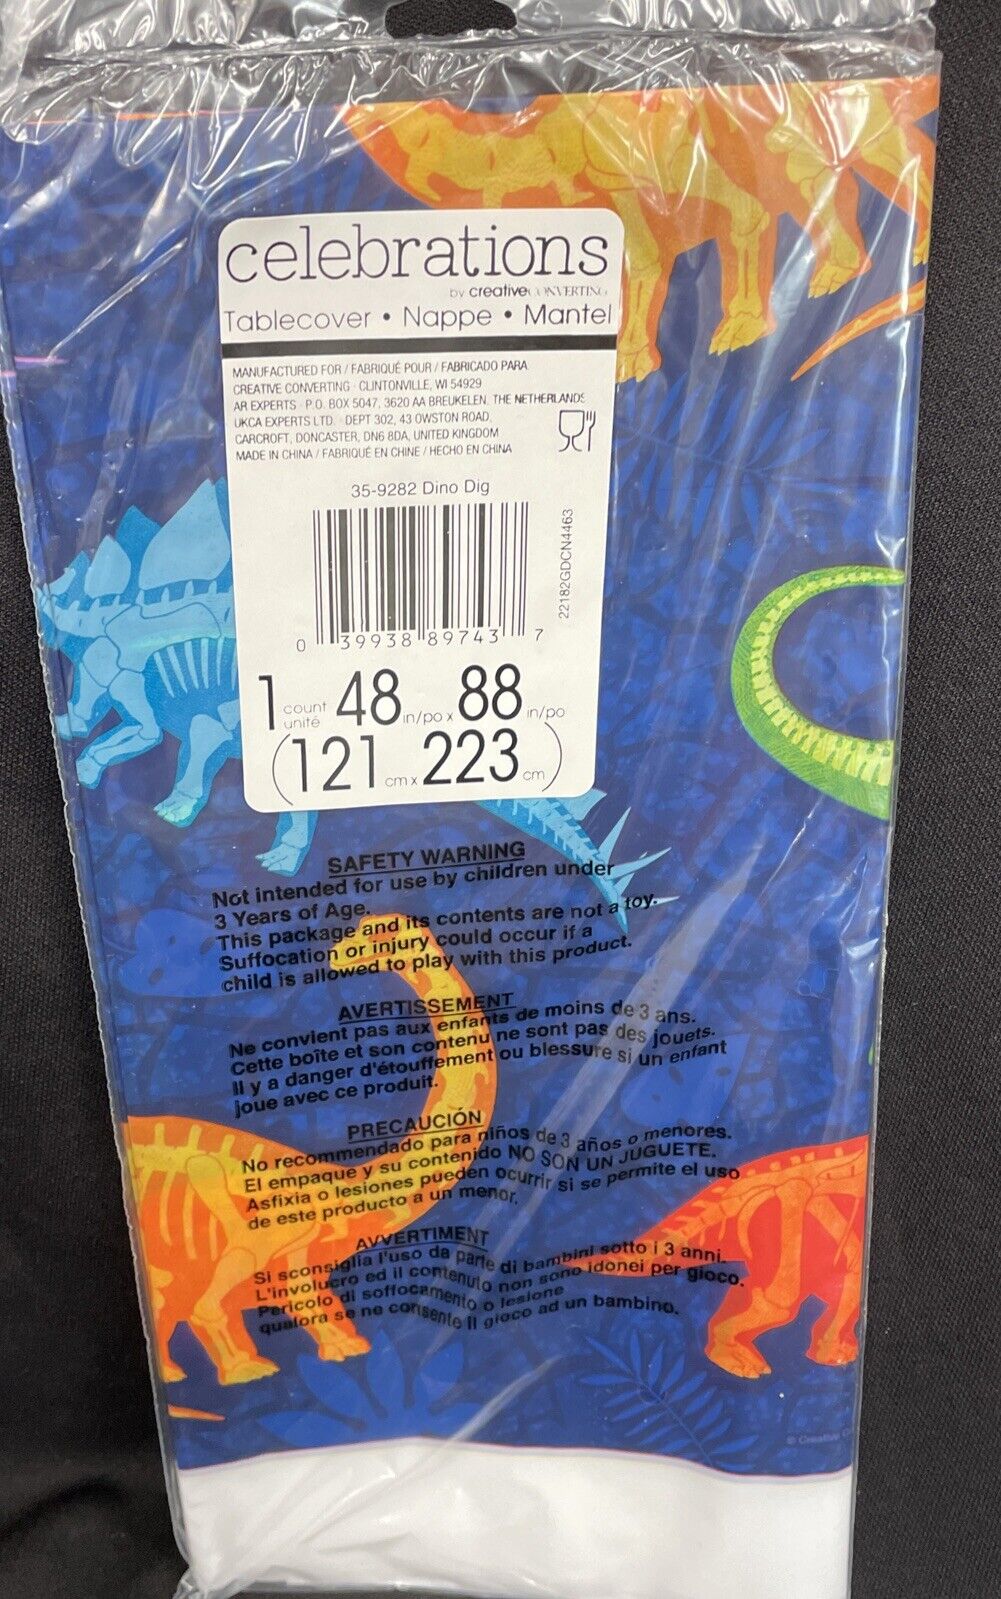 celebrations
by creative CONVERTING
Tablecover • Nappe • Mantel
MANUFACTURED FOR / FABRIQUÉ POUR / FABRICADO PARA
CREATIVE CONVERTING · CLINTONVILLE, WI 54929
AR EXPERTS · P.O. BOX 5047, 3620 AA BREUKELEN. THE NETHERLANDS
UKCA EXPERTS LTD. · DEPT 302, 43 OWSTON ROAD,
CARCROFT, DONCASTER, DN6 8DA, UNITED KINGDOM
MADE IN CHINA / FABRIQUÉ EN CHINE / HECHO EN CHINA
35-9282 Dino Dig
22182GDCN4463
0 39938 89743 7
1 count unité 48 in/po x 88 in/po
(121 cm x 223 cm)
SAFETY WARNING
Not intended for use by children under
3 Years of Age.
This package and its contents are not a toy.
Suffocation or injury could occur if a
child is allowed to play with this product.
AVERTISSEMENT
Ne convient pas aux enfants de moins de 3 ans.
Cette boîte et son contenu ne sont pas des jouets.
Il y a danger d'étouffement ou blessure si un enfant
joue avec ce produit.
PRECAUCIÓN
No recommendado para niños de 3 años o menores.
El empaque y su contenido NO SON UN JUGUETE.
Asfixia o lesiones pueden ocurrir si se permite el uso
de este producto a un menor.
AVVERTIMENT
Si sconsiglia l'uso da parte di bambini sotto i 3 anni.
L'involucro ed il contenuto non sono idonei per gioco.
Pericolo di soffocamento o lesione
qualora se ne consente Il gioco ad un bambino.
© Creative